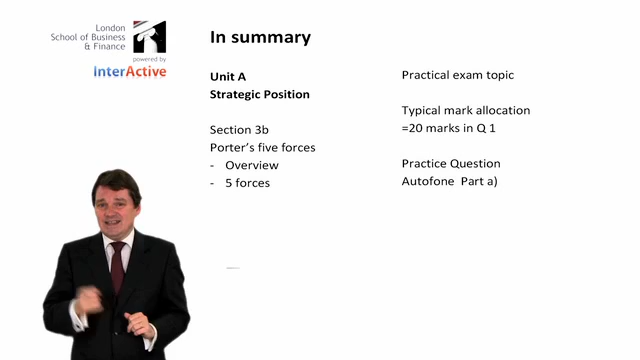 London
School of Business
& Finance
powered by
InterActive
In summary
Unit A
Strategic Position
Section 3b
Porter's five forces
- Overview
- 5 forces
Practical exam topic
Typical mark allocation
=20 marks in Q 1
Practice Question
Autofone Part a)